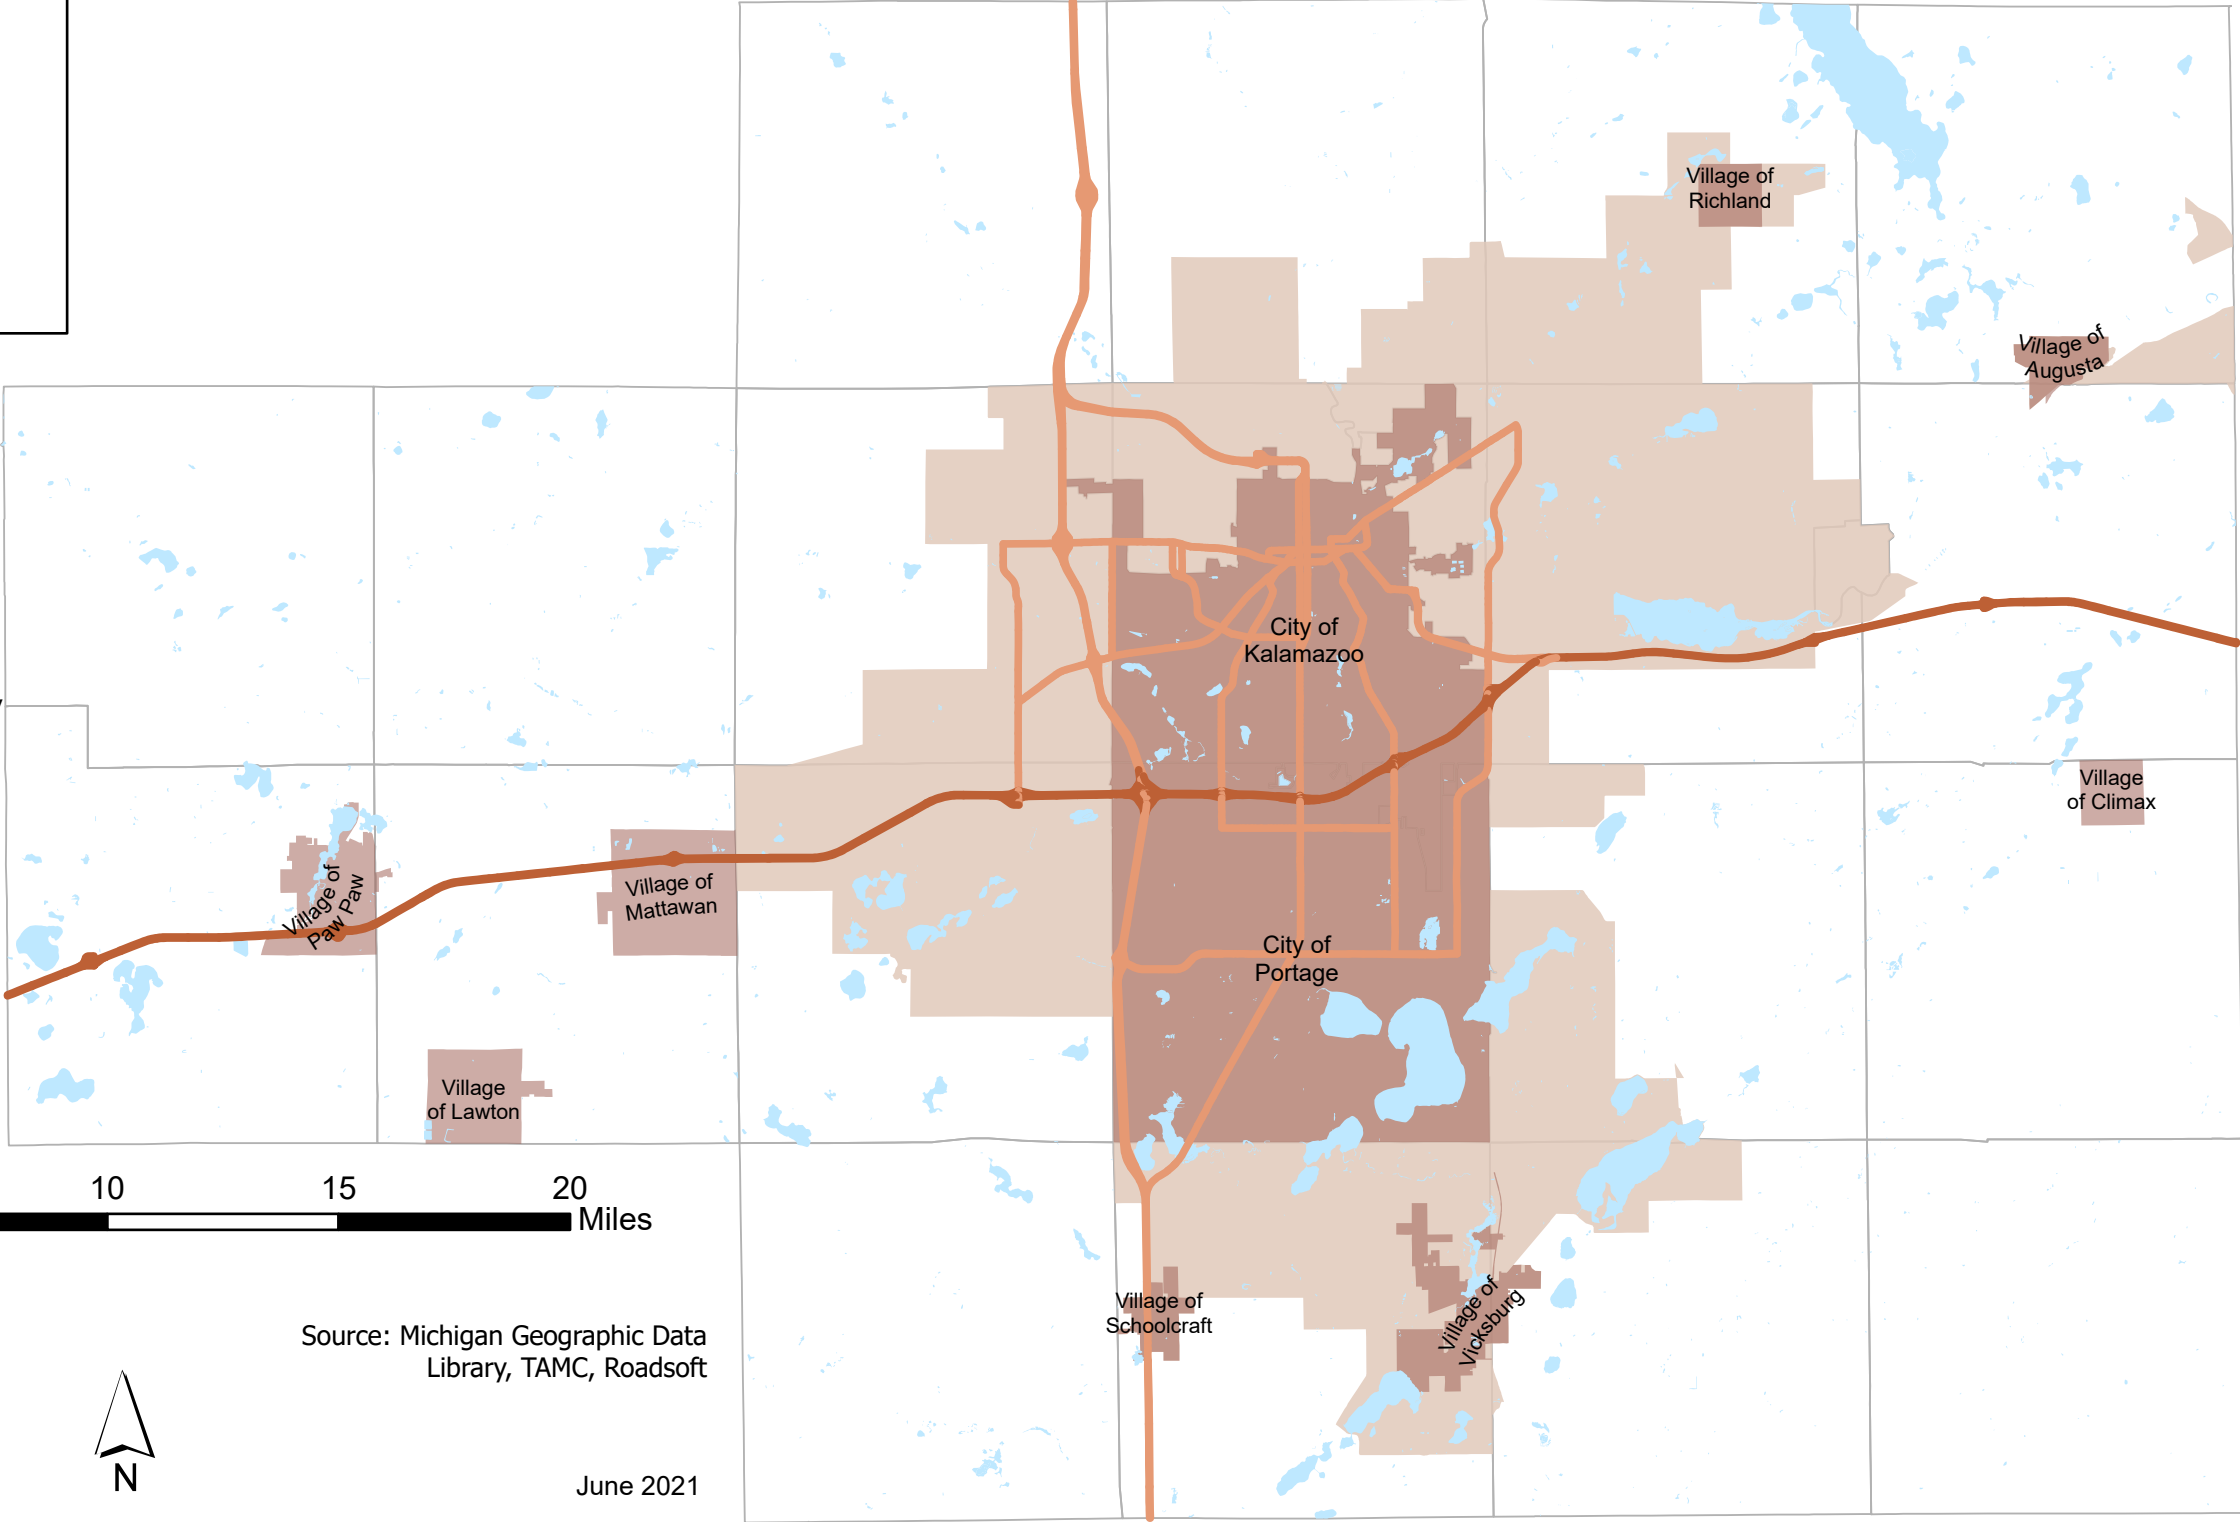 Village of
Richland
Village of
Augusta
City of
Kalamazoo
Village
of Climax
Village of
Paw Paw
Village of
Mattawan
City of
Portage
Village
of Lawton
10 15 20
Miles
Village of
Schoolcraft
Village of
Vicksburg
Source: Michigan Geographic Data
Library, TAMC, Roadsoft
N
June 2021